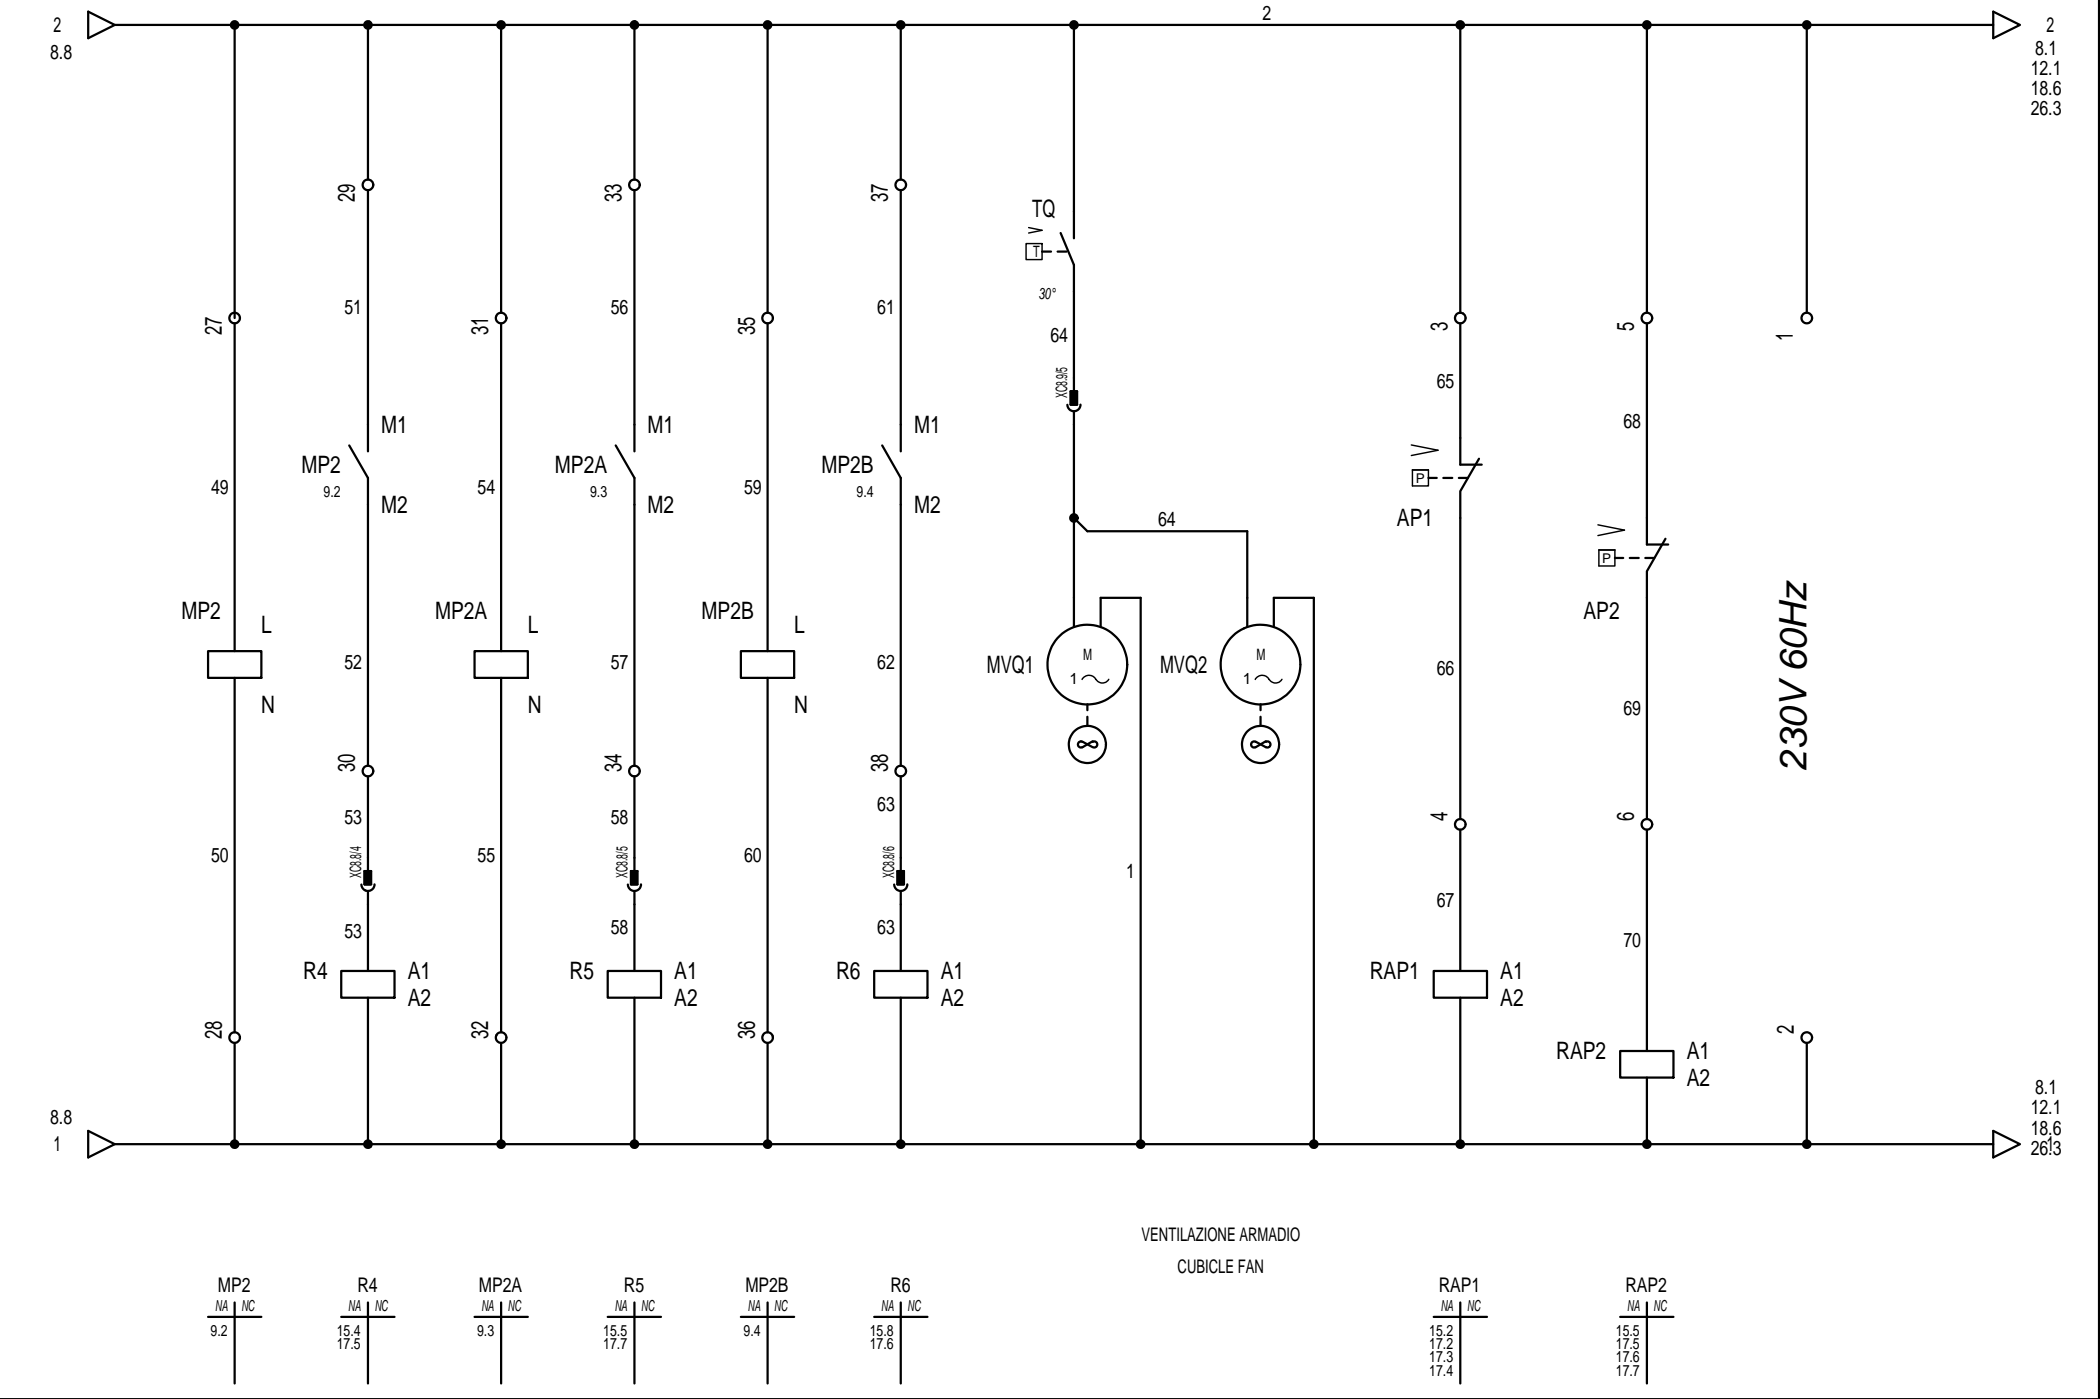 2
2
2
8.8
8.1
12.1
18.6
26.3
29
33
37
TQ
V
T
30°
51
56
61
27
31
35
64
3
5
1
XC8.9/5
65
68
M1
M1
M1
MP2
9.2
MP2A
9.3
MP2B
9.4
V
P
M2
M2
M2
AP1
49
54
59
64
V
P
AP2
MP2
L
MP2A
L
MP2B
L
52
57
62
MVQ1
M
1
MVQ2
M
1
66
69
230V 60Hz
N
N
N
30
34
38
53
58
63
4
6
XC8.8/4
XC8.8/5
XC8.8/6
50
55
60
1
67
53
58
63
70
R4
A1
A2
R5
A1
A2
R6
A1
A2
RAP1
A1
A2
28
32
36
2
RAP2
A1
A2
8.8
1
8.1
12.1
18.6
26.3
1
VENTILAZIONE ARMADIO
CUBICLE FAN
MP2
NA NC
9.2
R4
NA NC
15.4
17.5
MP2A
NA NC
9.3
R5
NA NC
15.5
17.7
MP2B
NA NC
9.4
R6
NA NC
15.8
17.6
RAP1
NA NC
15.2
17.2
17.3
17.4
RAP2
NA NC
15.5
17.5
17.6
17.7